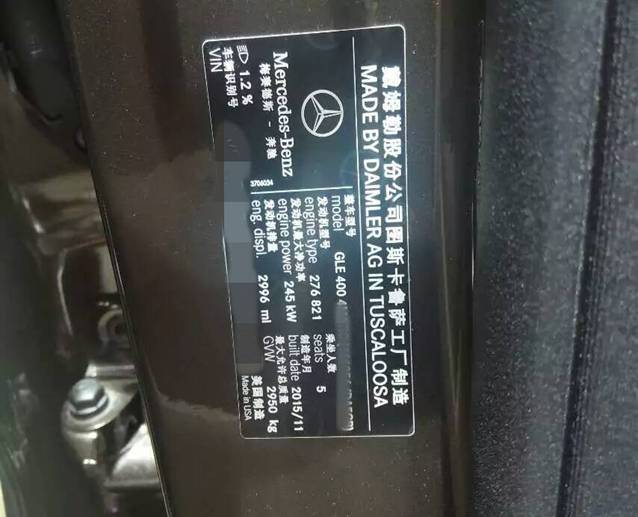 戴姆勒股份公司图斯卡鲁萨工厂制造
MADE BY DAIMLER AG IN TUSCALOOSA
Mercedes-Benz
梅赛德斯 - 奔驰
1.2 %
车辆识别号
VIN
3706034
整车型号
model GLE 400
发动机型号 乘坐人数
engine type 276 821 seats 5
发动机最大净功率 制造年月
engine power 245 kW built date 2015/11
发动机排量 最大允许总质量
eng. displ. 2996 ml GVW 2950 kg
美国制造
Made in USA